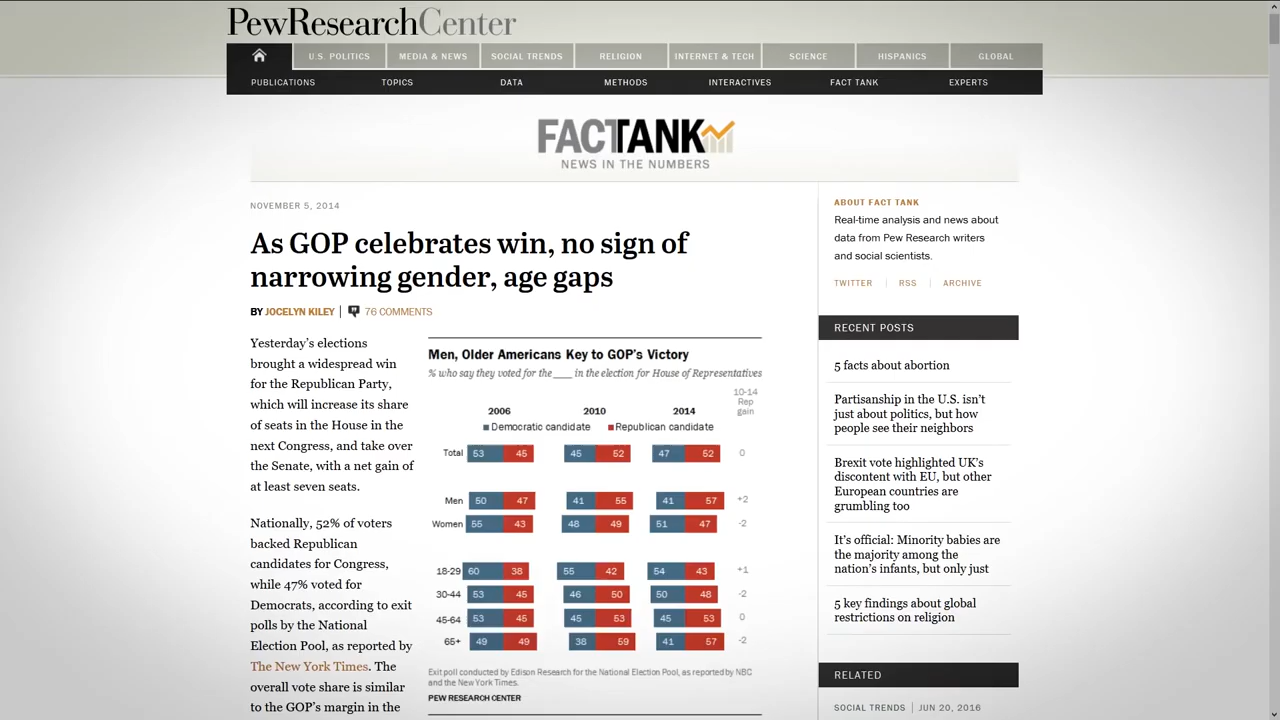 PewResearchCenter
U.S. POLITICS MEDIA & NEWS SOCIAL TRENDS RELIGION INTERNET & TECH SCIENCE HISPANICS GLOBAL
PUBLICATIONS TOPICS DATA METHODS INTERACTIVES FACT TANK EXPERTS
FACTANK
NEWS IN THE NUMBERS
NOVEMBER 5, 2014
As GOP celebrates win, no sign of
narrowing gender, age gaps
BY JOCELYN KILEY | 76 COMMENTS
Yesterday's elections
brought a widespread win
for the Republican Party,
which will increase its share
of seats in the House in the
next Congress, and take over
the Senate, with a net gain of
at least seven seats.
Nationally, 52% of voters
backed Republican
candidates for Congress,
while 47% voted for
Democrats, according to exit
polls by the National
Election Pool, as reported by
The New York Times. The
overall vote share is similar
to the GOP's margin in the
Men, Older Americans Key to GOP's Victory
% who say they voted for the ___ in the election for House of Representatives
10-14
Rep
gain
2006 2010 2014
Democratic candidate Republican candidate
Total 53 45 45 52 47 52 0
Men 50 47 41 55 41 57 +2
Women 55 43 48 49 51 47 -2
18-29 60 38 55 42 54 43 +1
30-44 53 45 46 50 50 48 -2
45-64 53 45 45 53 45 53 0
65+ 49 49 38 59 41 57 -2
Exit poll conducted by Edison Research for the National Election Pool, as reported by NBC
and the New York Times.
PEW RESEARCH CENTER
ABOUT FACT TANK
Real-time analysis and news about
data from Pew Research writers
and social scientists.
TWITTER | RSS | ARCHIVE
RECENT POSTS
5 facts about abortion
Partisanship in the U.S. isn't
just about politics, but how
people see their neighbors
Brexit vote highlighted UK's
discontent with EU, but other
European countries are
grumbling too
It's official: Minority babies are
the majority among the
nation's infants, but only just
5 key findings about global
restrictions on religion
RELATED
SOCIAL TRENDS | JUN 20, 2016